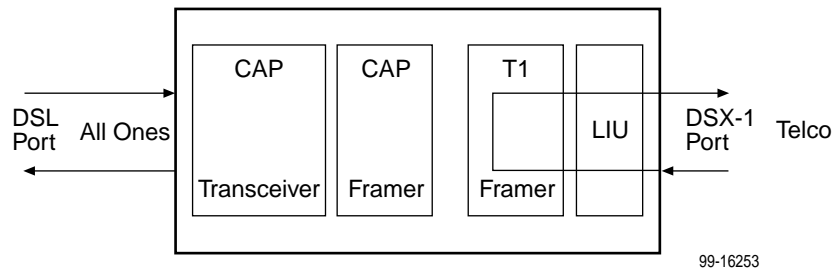 CAP
Transceiver
CAP
Framer
T1
Framer
LIU
DSL
Port
All Ones
DSX-1
Port
Telco
99-16253